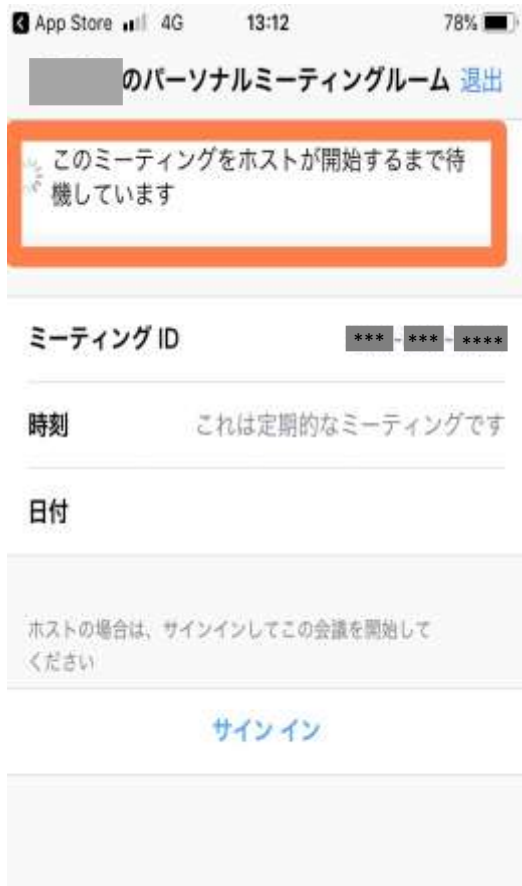 App Store 4G 13:12 78%
のパーソナルミーティングルーム 退出
このミーティングをホストが開始するまで待
機しています
ミーティング ID *** - *** - ****
時刻 これは定期的なミーティングです
日付
ホストの場合は、サインインしてこの会議を開始して
ください
サイン イン